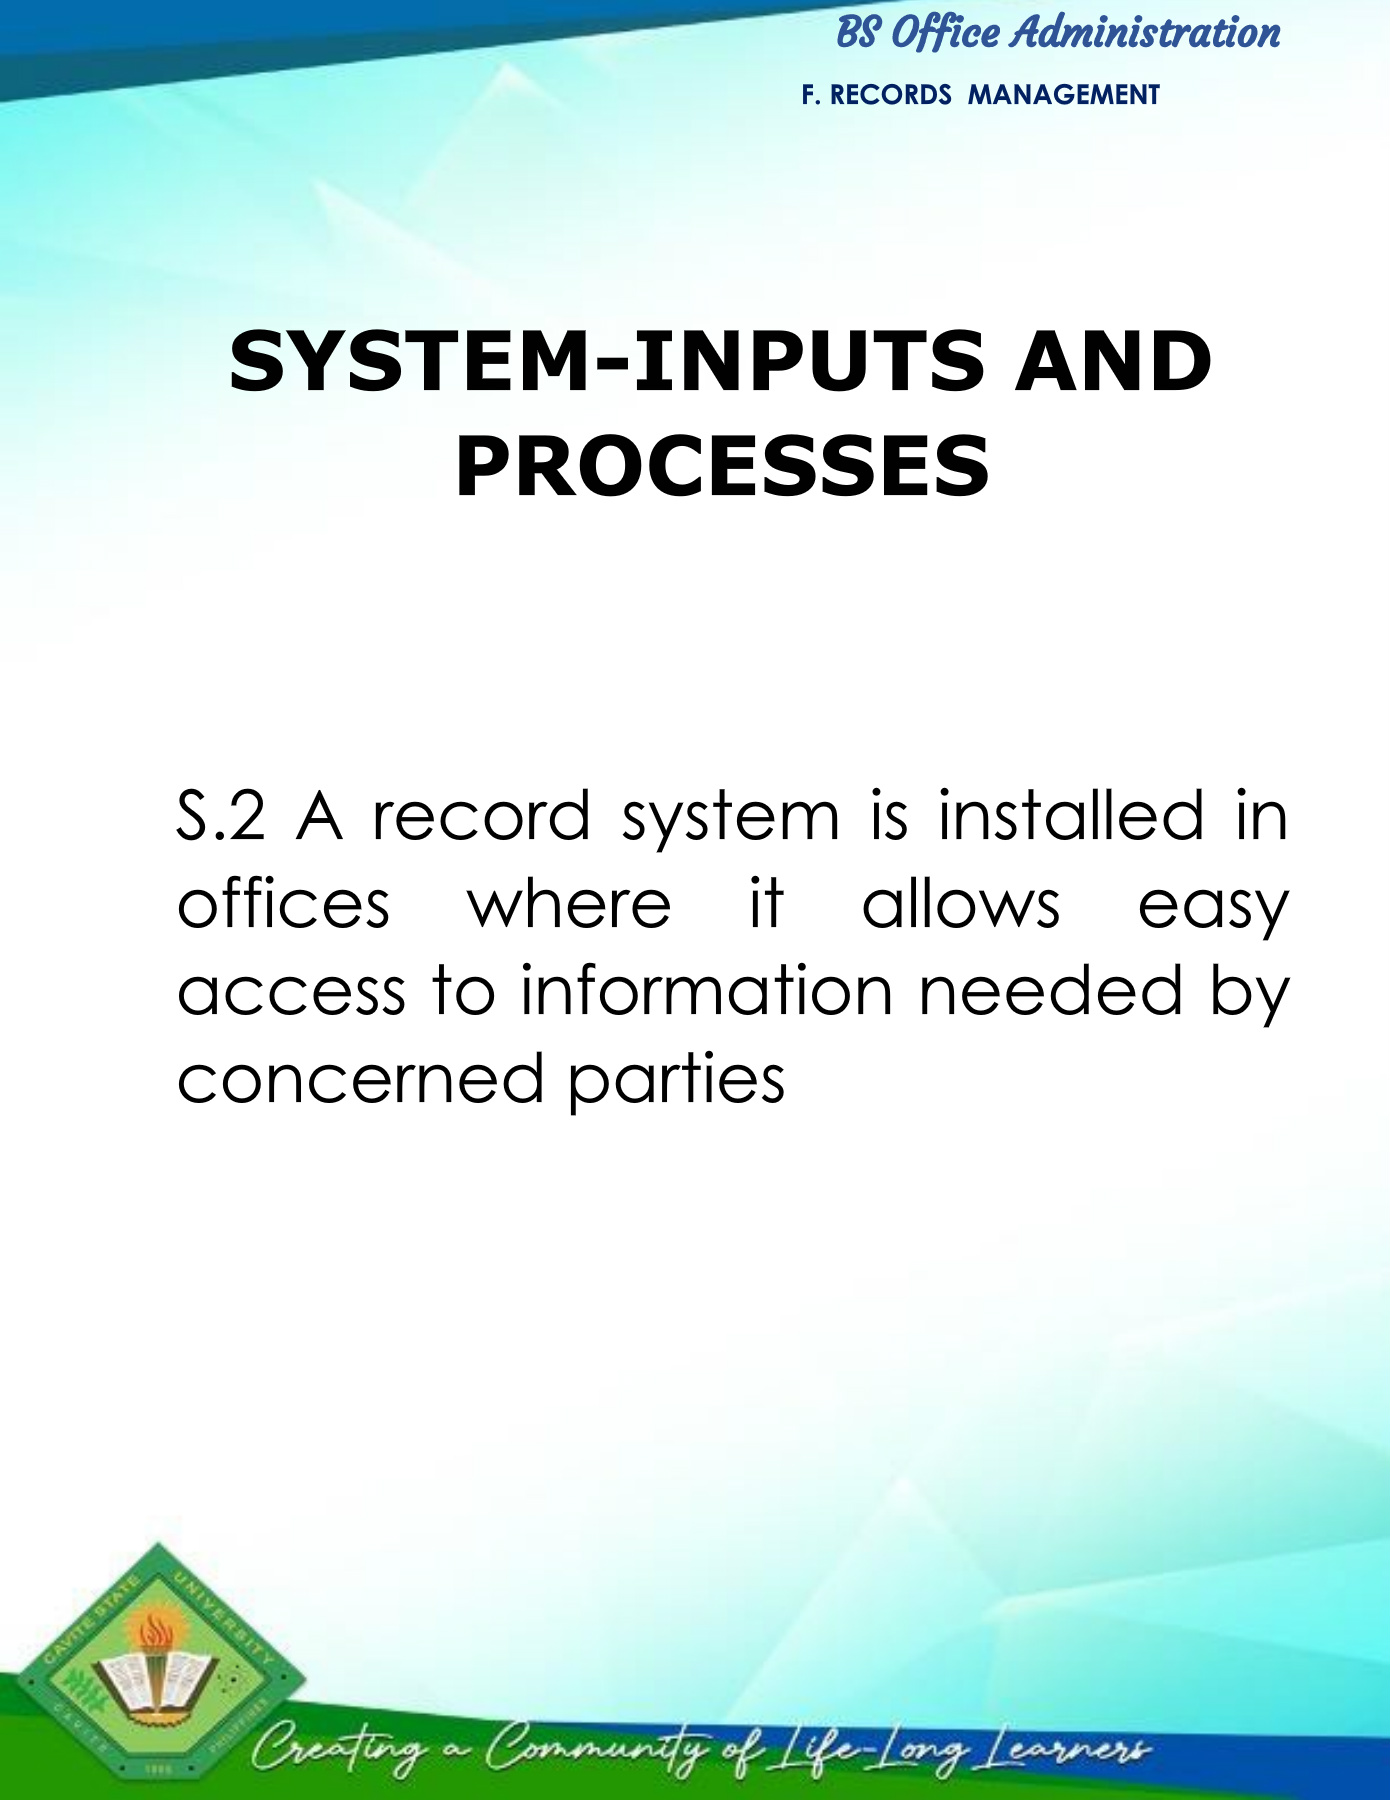 BS Office Administration
F. RECORDS MANAGEMENT
SYSTEM-INPUTS AND
PROCESSES
S.2 A record system is installed in
offices where it allows easy
access to information needed by
concerned parties
CAVITE STATE UNIVERSITY
CAVITE
PHILIPPINES
1906
Creating a Community of Life-Long Learners